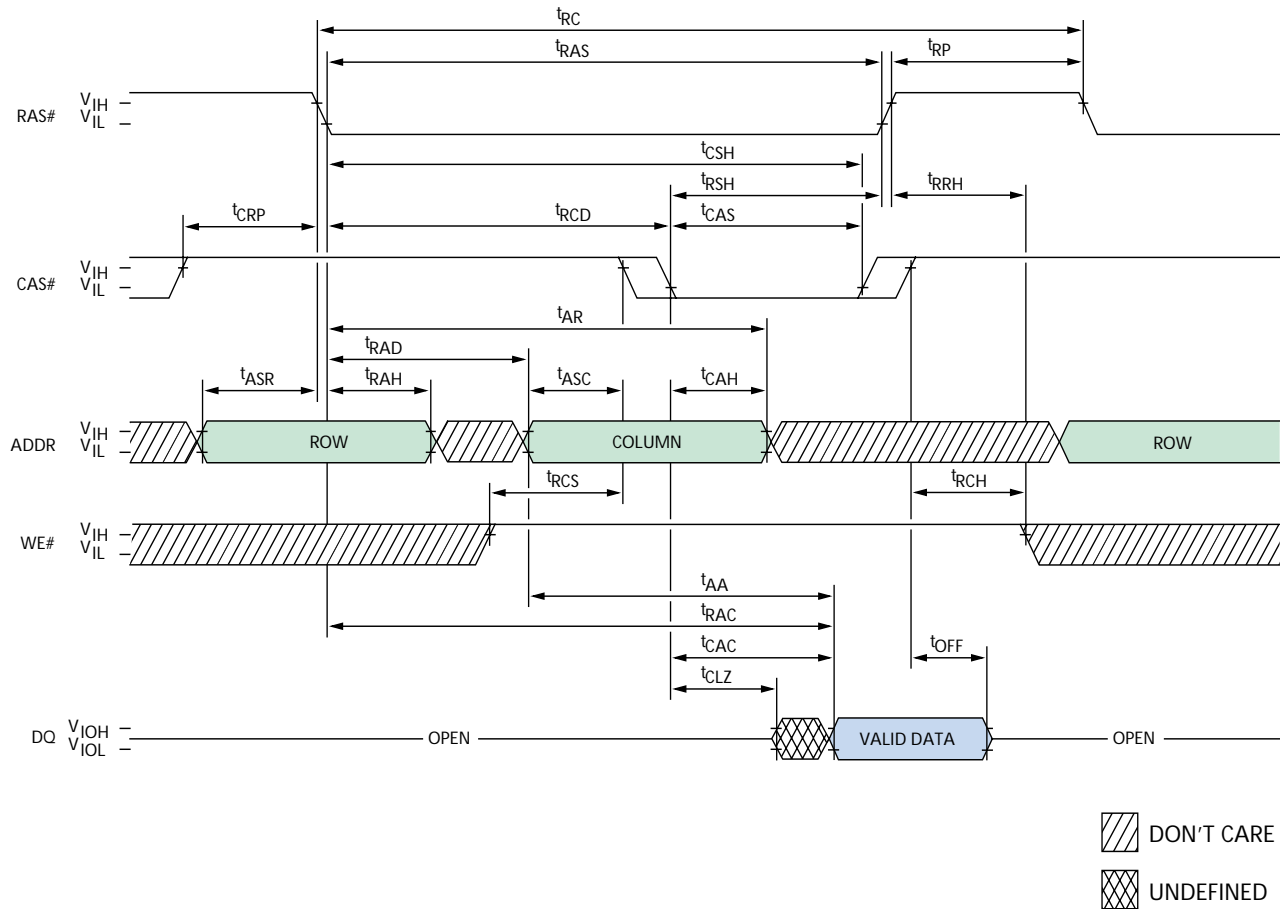 tRC
tRAS
tRP
RAS#
VIH
VIL
tCSH
tRSH
tRRH
tCRP
tRCD
tCAS
CAS#
VIH
VIL
tAR
tRAD
tASR
tRAH
tASC
tCAH
ADDR
VIH
VIL
ROW
COLUMN
ROW
tRCS
tRCH
WE#
VIH
VIL
tAA
tRAC
tCAC
tOFF
tCLZ
DQ
VIOH
VIOL
OPEN
VALID DATA
OPEN
DON'T CARE
UNDEFINED